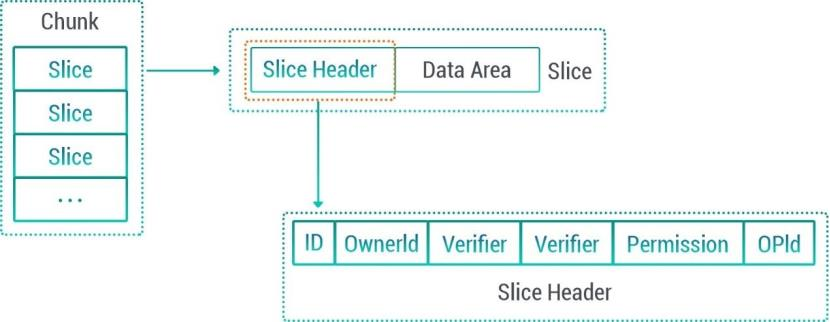 Chunk
Slice
Slice
Slice
...
Slice Header
Data Area
Slice
ID
OwnerId
Verifier
Verifier
Permission
OPId
Slice Header